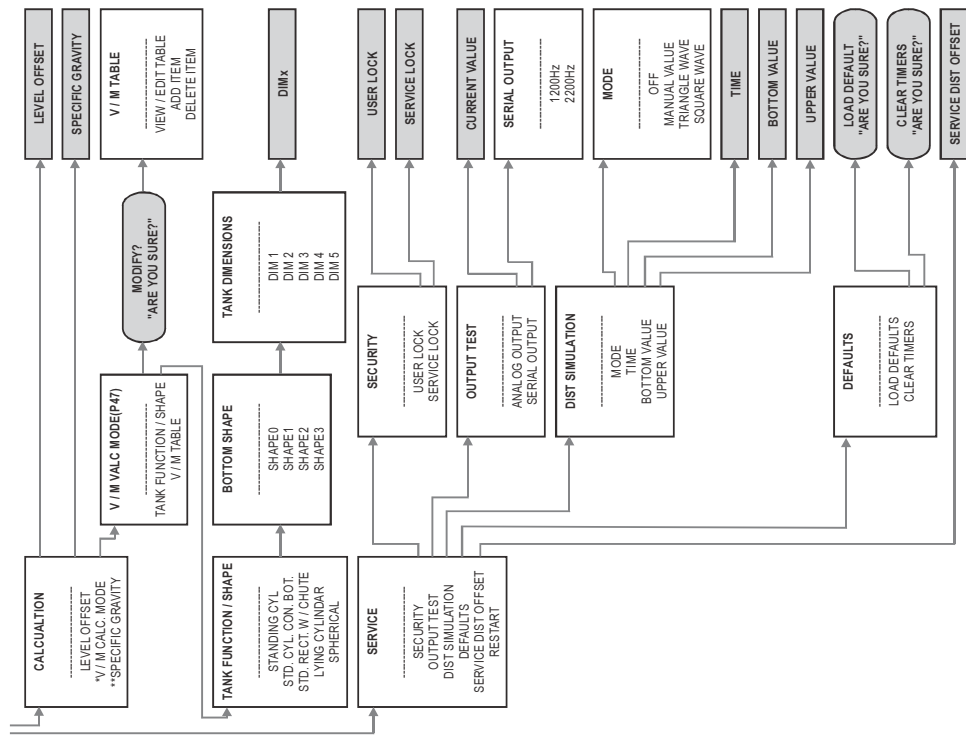 CALCUALTION
LEVEL OFFSET
*V / M CALC. MODE
**SPECIFIC GRAVITY
LEVEL OFFSET
SPECIFIC GRAVITY
V / M VALC MODE(P47)
TANK FUNCTION / SHAPE
V / M TABLE
MODIFY?
"ARE YOU SURE?"
V / M TABLE
VIEW / EDIT TABLE
ADD ITEM
DELETE ITEM
TANK FUNCTION / SHAPE
STANDING CYL
STD. CYL. CON. BOT.
STD. RECT. W / CHUTE
LYING CYLINDAR
SPHERICAL
BOTTOM SHAPE
SHAPE0
SHAPE1
SHAPE2
SHAPE3
TANK DIMENSIONS
DIM 1
DIM 2
DIM 3
DIM 4
DIM 5
DIMx
SERVICE
SECURITY
OUTPUT TEST
DIST SIMULATION
DEFAULTS
SERVICE DIST OFFSET
RESTART
SECURITY
USER LOCK
SERVICE LOCK
USER LOCK
SERVICE LOCK
OUTPUT TEST
ANALOG OUTPUT
SERIAL OUTPUT
CURRENT VALUE
SERIAL OUTPUT
1200Hz
2200Hz
DIST SIMULATION
MODE
TIME
BOTTOM VALUE
UPPER VALUE
MODE
OFF
MANUAL VALUE
TRIANGLE WAVE
SQUARE WAVE
TIME
BOTTOM VALUE
UPPER VALUE
DEFAULTS
LOAD DEFAULTS
CLEAR TIMERS
LOAD DEFAULT
"ARE YOU SURE?"
CLEAR TIMERS
"ARE YOU SURE?"
SERVICE DIST OFFSET